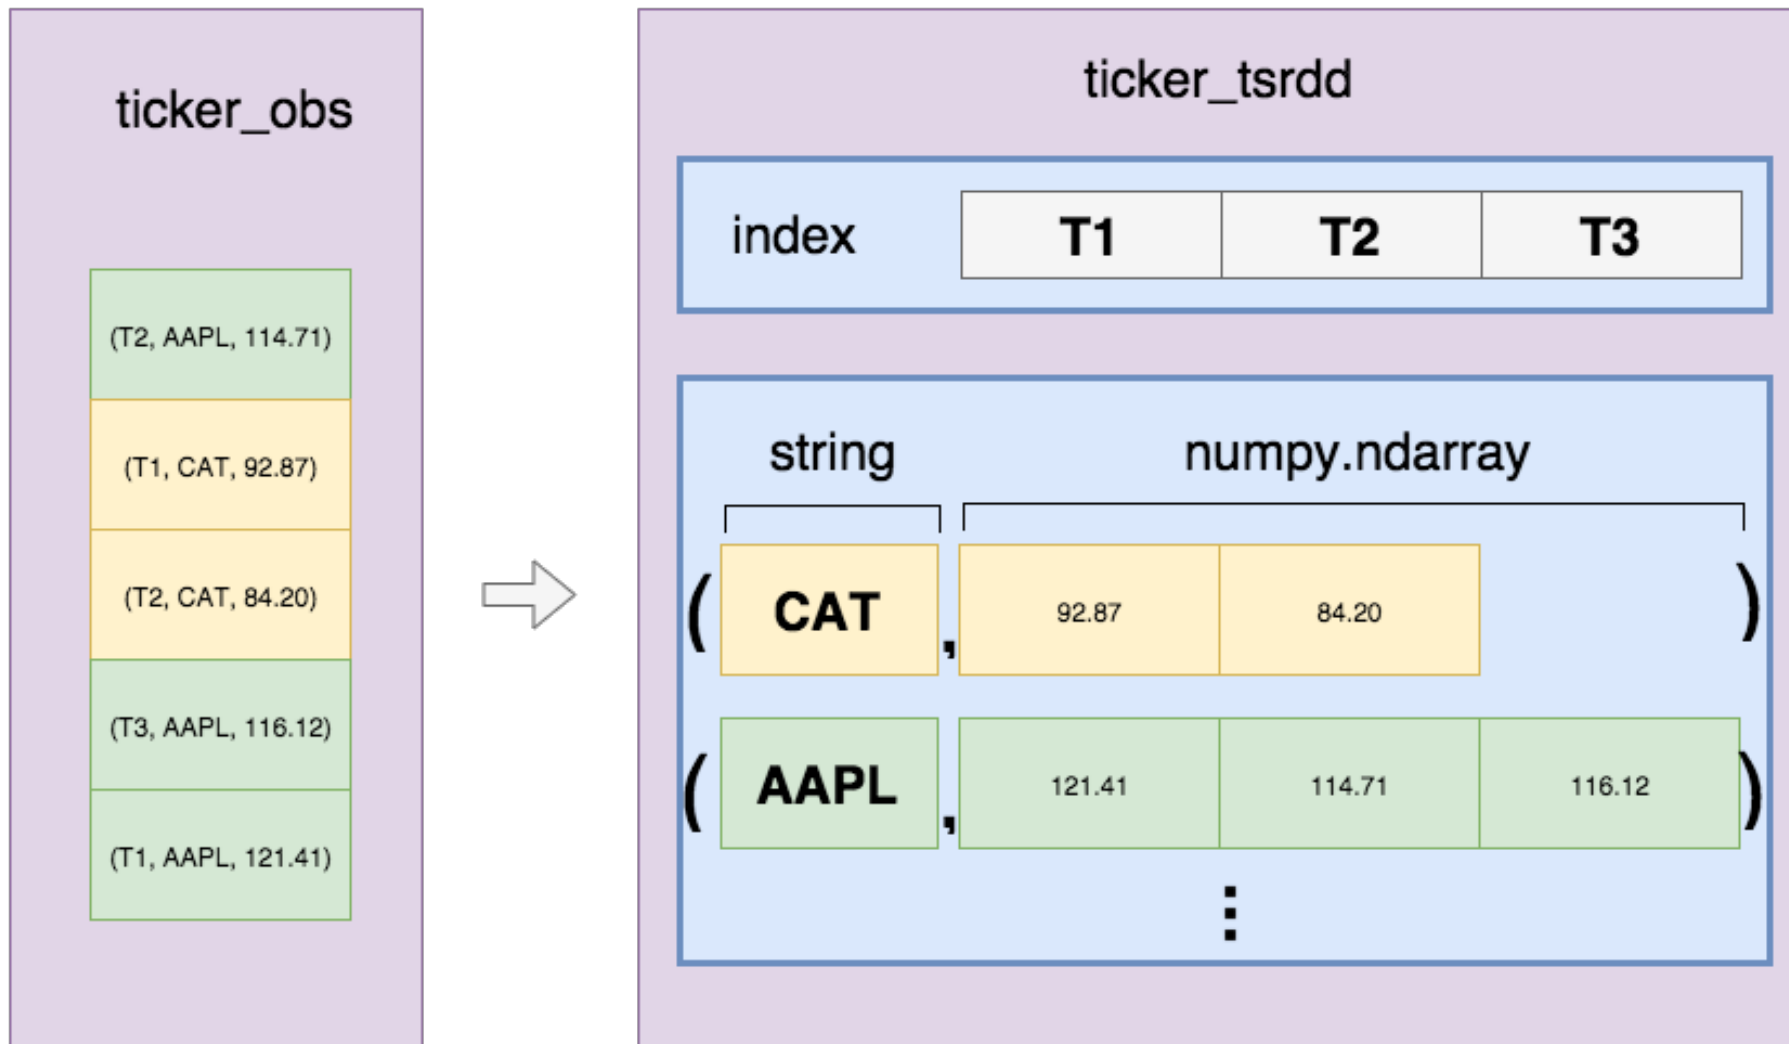 ticker_obs
(T2, AAPL, 114.71)
(T1, CAT, 92.87)
(T2, CAT, 84.20)
(T3, AAPL, 116.12)
(T1, AAPL, 121.41)
ticker_tsrdd
index T1 T2 T3
string numpy.ndarray
( CAT , 92.87 84.20 )
( AAPL , 121.41 114.71 116.12 )
⋮